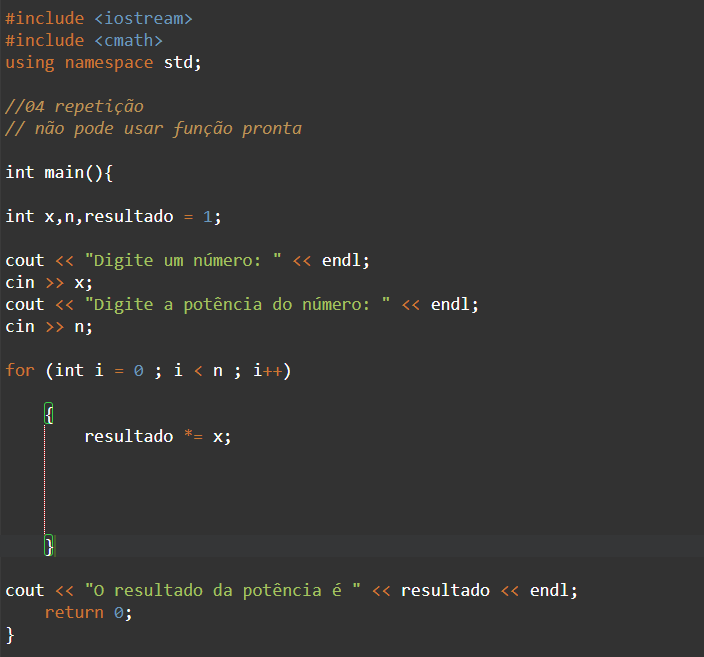 #include <iostream>
#include <cmath>
using namespace std;
//04 repetição
// não pode usar função pronta
int main(){
int x,n,resultado = 1;
cout << "Digite um número: " << endl;
cin >> x;
cout << "Digite a potência do número: " << endl;
cin >> n;
for (int i = 0 ; i < n ; i++)
{
resultado *= x;
}
cout << "O resultado da potência é " << resultado << endl;
return 0;
}